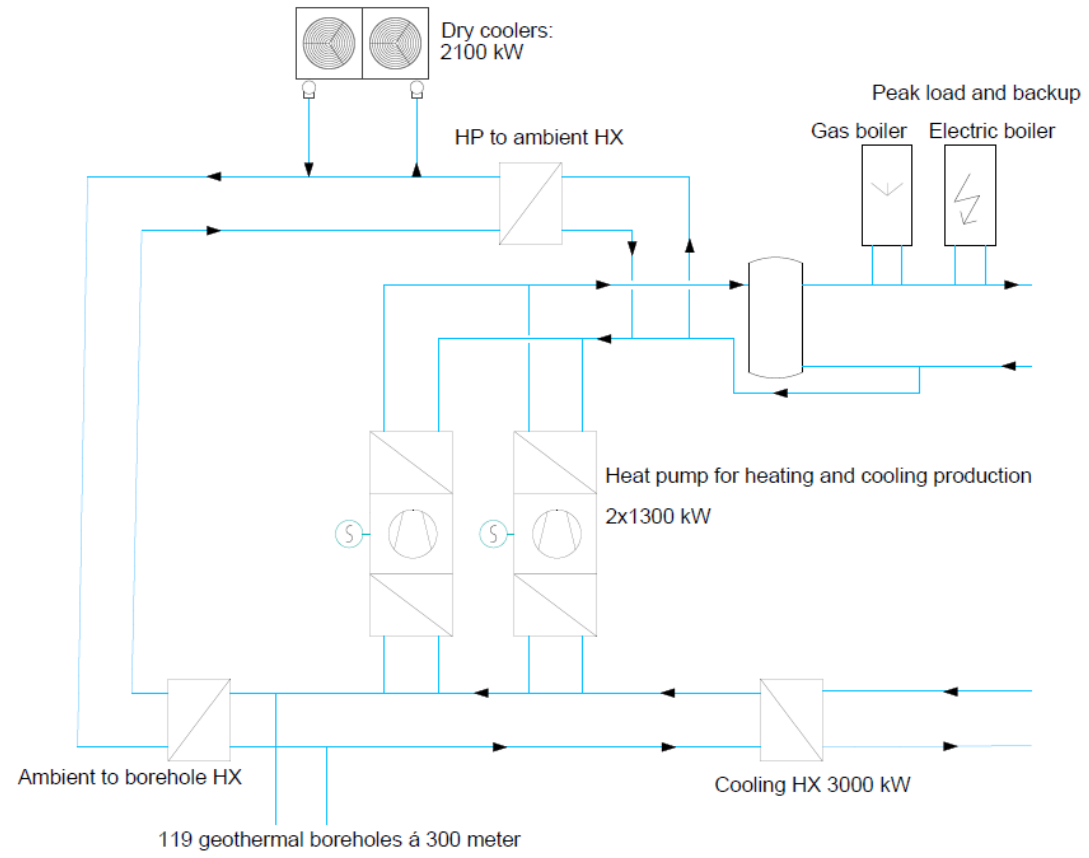 Dry coolers:
2100 kW
Peak load and backup
Gas boiler
Electric boiler
HP to ambient HX
Heat pump for heating and cooling production
2x1300 kW
S
S
Ambient to borehole HX
Cooling HX 3000 kW
119 geothermal boreholes á 300 meter